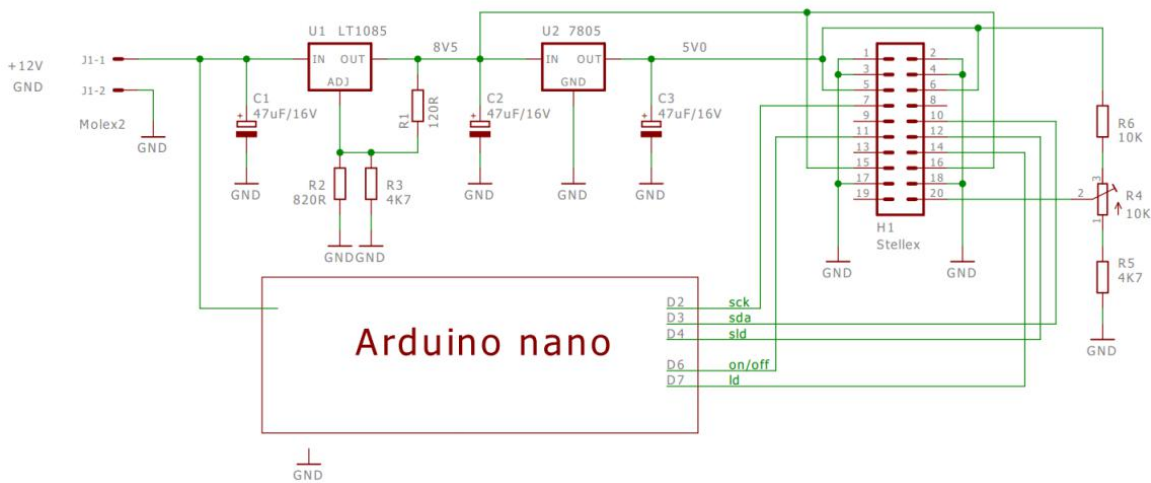 U1 LT1085
U2 7805
8V5
5V0
+12V
GND
J1-1
J1-2
Molex2
GND
IN OUT
ADJ
IN OUT
GND
C1
47uF/16V
+
GND
R1
120R
C2
47uF/16V
+
GND
GND
C3
47uF/16V
+
GND
R2
820R
R3
4K7
GND
GND
1 2
3 4
5 6
7 8
9 10
11 12
13 14
15 16
17 18
19 20
H1
Stellex
GND
GND
R6
10K
3
2
1
R4
10K
R5
4K7
GND
Arduino nano
D2 sck
D3 sda
D4 sld
D6 on/off
D7 ld
GND